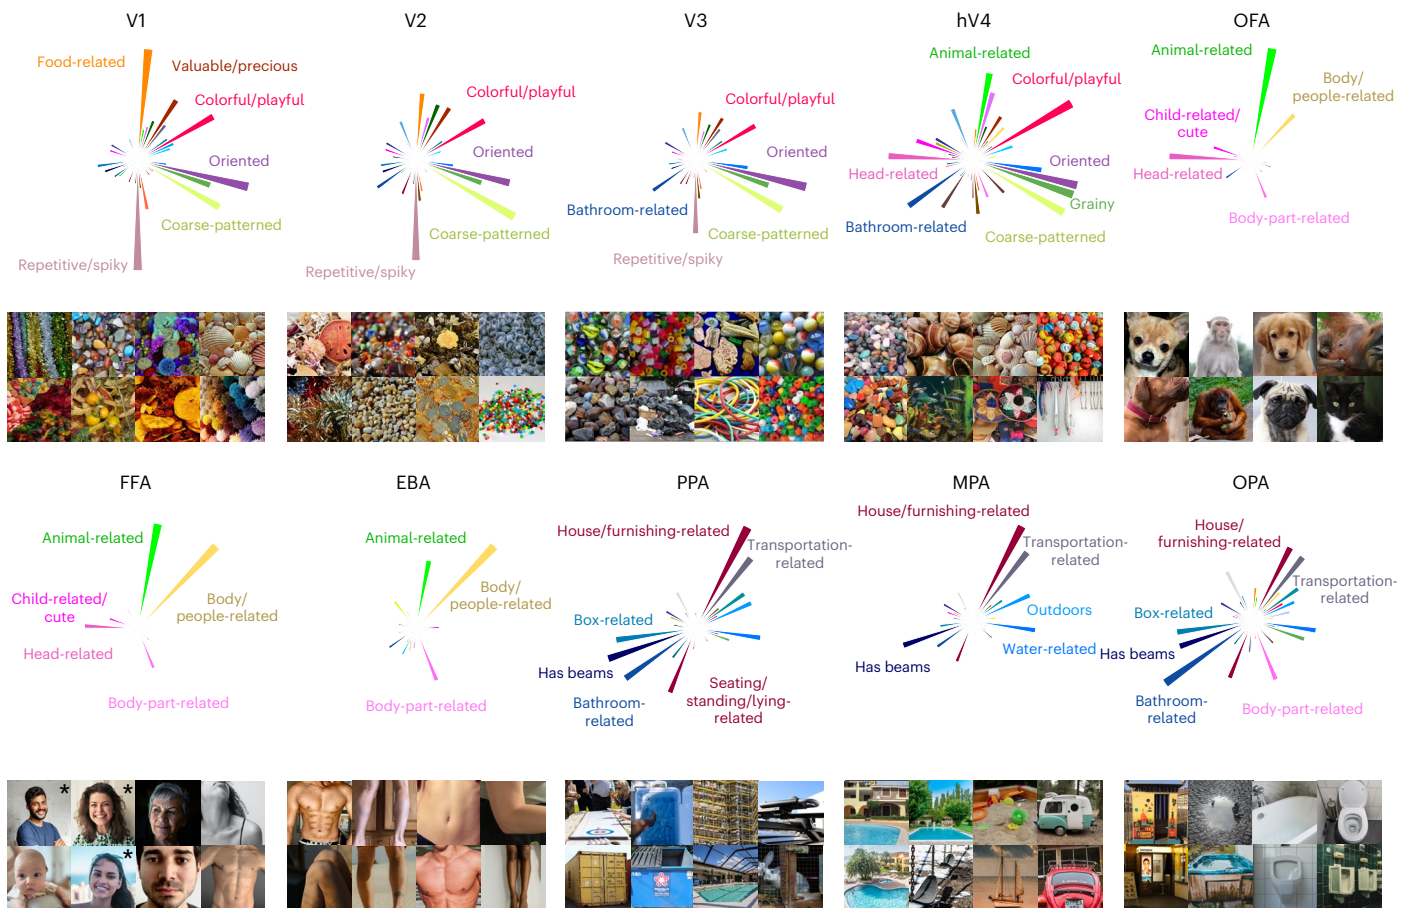 V1
V2
V3
hV4
OFA
Food-related
Valuable/precious
Colorful/playful
Oriented
Coarse-patterned
Repetitive/spiky
Colorful/playful
Oriented
Coarse-patterned
Repetitive/spiky
Colorful/playful
Oriented
Bathroom-related
Coarse-patterned
Repetitive/spiky
Animal-related
Colorful/playful
Oriented
Head-related
Grainy
Bathroom-related
Coarse-patterned
Animal-related
Body/
people-related
Child-related/
cute
Head-related
Body-part-related
FFA
EBA
PPA
MPA
OPA
Animal-related
Body/
people-related
Child-related/
cute
Head-related
Body-part-related
Animal-related
Body/
people-related
Body-part-related
House/furnishing-related
Transportation-
related
Box-related
Has beams
Bathroom-
related
Seating/
standing/lying-
related
House/furnishing-related
Transportation-
related
Outdoors
Water-related
Has beams
House/
furnishing-related
Transportation-
related
Box-related
Has beams
Bathroom-
related
Body-part-related
*
*
*